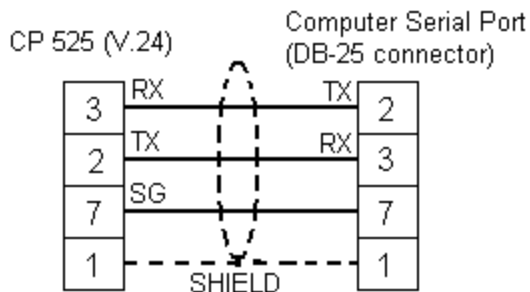 CP 525 (V.24)
Computer Serial Port
(DB-25 connector)
3 RX TX 2
2 TX RX 3
7 SG 7
1 SHIELD 1